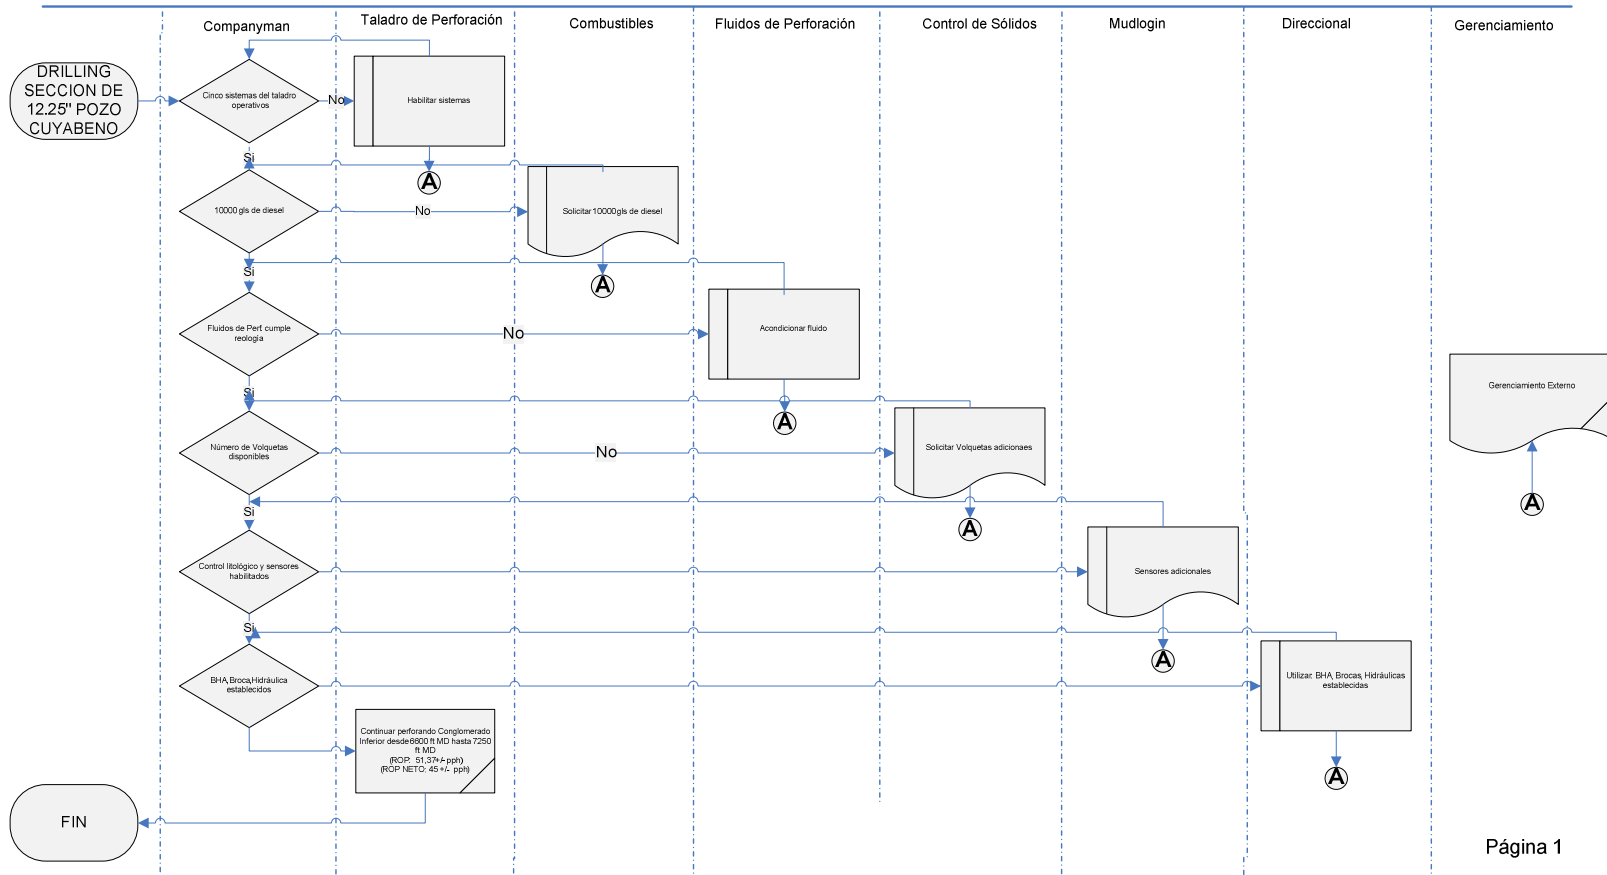 Companyman
Taladro de Perforación
Combustibles
Fluidos de Perforación
Control de Sólidos
Mudlogin
Direccional
Gerenciamiento
DRILLING
SECCION DE
12.25" POZO
CUYABENO
Cinco sistemas del taladro
operativos
No
Habilitar sistemas
Si
A
10000 gls de diesel
No
Solicitar 10000 gls de diesel
Si
A
Fluidos de Perf. cumple
reología
No
Acondicionar fluido
Si
A
Gerenciamiento Externo
A
Número de Volquetas
disponibles
No
Solicitar Volquetas adicionaes
Si
A
Control litológico y sensores
habilitados
Sensores adicionales
Si
A
BHA, Broca,Hidráulica
establecidos
Utilizar: BHA, Brocas, Hidráulicas
establecidas
A
Continuar perforando Conglomerado
Inferior desde 6600 ft MD hasta 7250
ft MD
(ROP: 51,37+/- pph)
(ROP NETO: 45 +/- pph)
FIN
Página 1